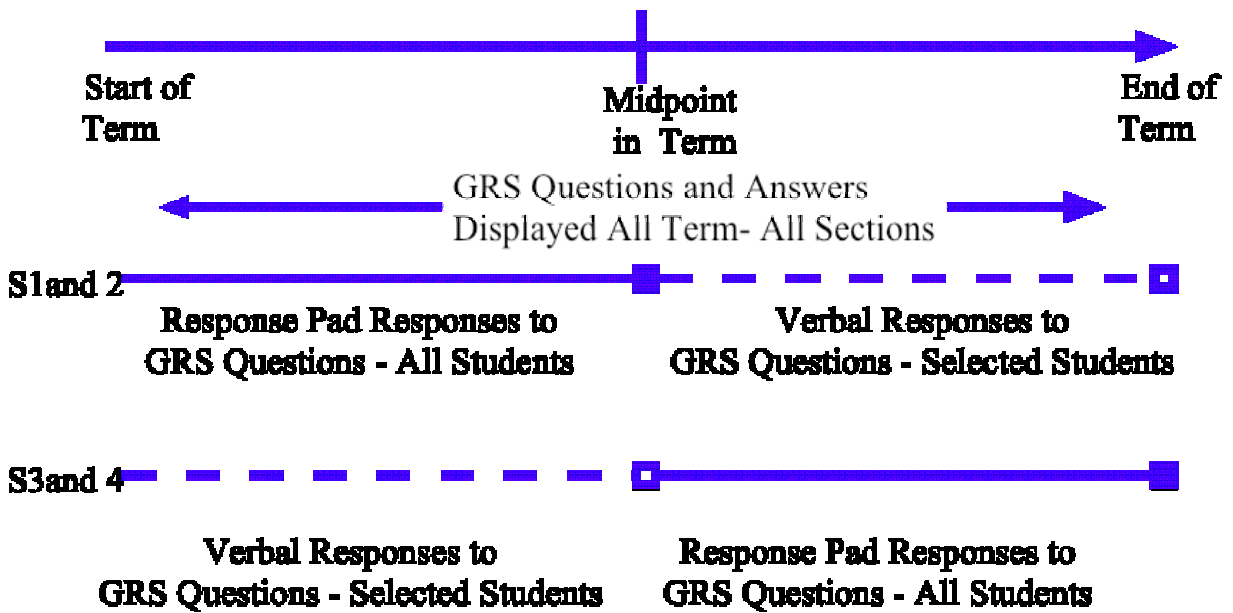 Start of
Term
Midpoint
in Term
End of
Term
GRS Questions and Answers
Displayed All Term- All Sections
S1and 2
Response Pad Responses to
GRS Questions - All Students
Verbal Responses to
GRS Questions - Selected Students
S3and 4
Verbal Responses to
GRS Questions - Selected Students
Response Pad Responses to
GRS Questions - All Students